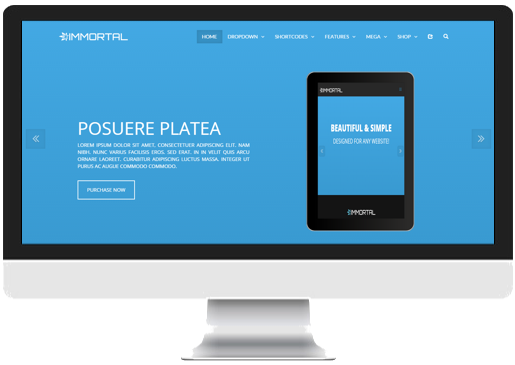 IMMORTAL
HOME DROPDOWN SHORTCODES FEATURES MEGA SHOP
IMMORTAL
BEAUTIFUL & SIMPLE
DESIGNED FOR ANY WEBSITE!
IMMORTAL
POSUERE PLATEA
LOREM IPSUM DOLOR SIT AMET, CONSECTETUER ADIPISCING ELIT. NAM
NIBH. NUNC VARIUS FACILISIS EROS. SED ERAT. IN IN VELIT QUIS ARCU
ORNARE LAOREET. CURABITUR ADIPISCING LUCTUS MASSA. INTEGER UT
PURUS AC AUGUE COMMODO COMMODO.
PURCHASE NOW